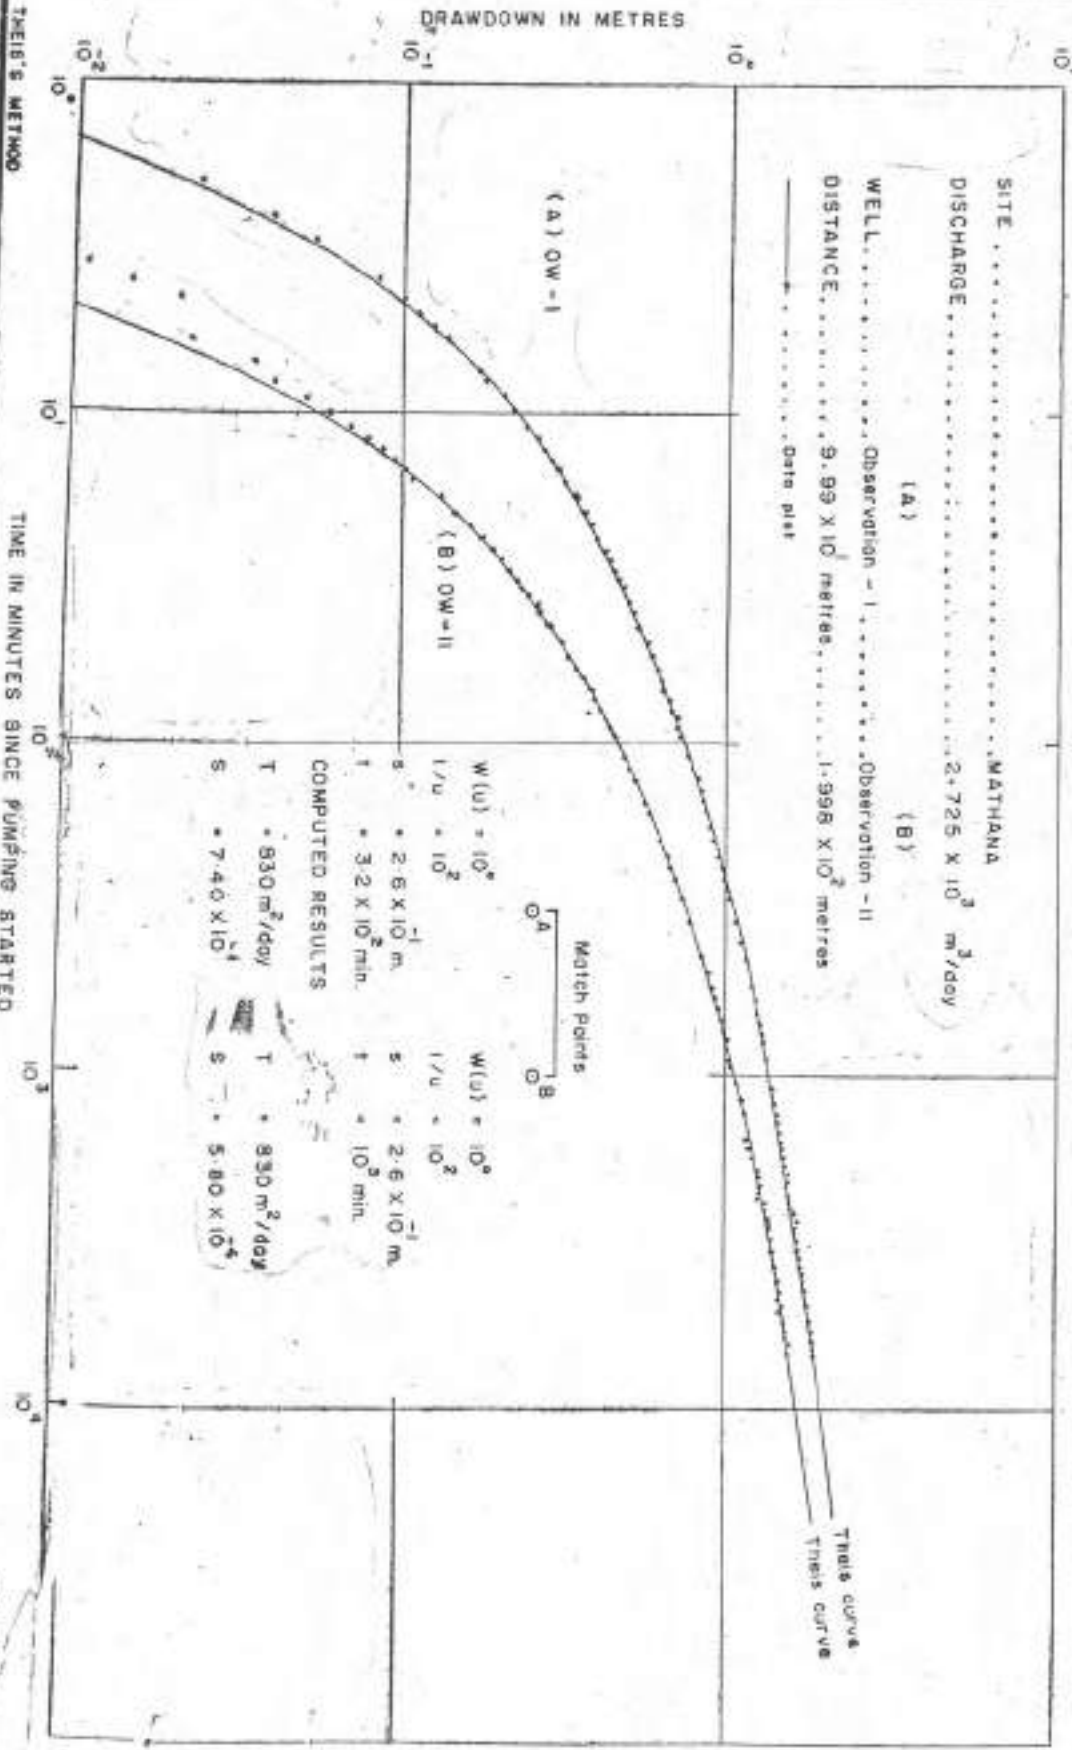 SITE ................. MATHANA
DISCHARGE ................. 2.725 X 10³ m³/day
(A) (B)
WELL ......... Observation - I ......... Observation - II
DISTANCE ......... 9.99 X 10¹ metres ......... 1.998 X 10² metres
Data plot
DRAWDOWN IN METRES
10¹
10⁰
10⁻¹
10⁻²
(A) OW-I
(B) OW-II
Theis curve
Theis curve
Match Points
A B
W(u) = 10⁰ W(u) = 10⁰
1/u = 10² 1/u = 10²
s = 2.6 X 10⁻¹ m. s = 2.6 X 10⁻¹ m.
t = 3.2 X 10² min. t = 10³ min.
COMPUTED RESULTS
T = 830 m²/day T = 830 m²/day
S = 7.40 X 10⁻⁴ S = 5.80 X 10⁻⁴
10⁰ 10¹ 10² 10³ 10⁴
TIME IN MINUTES SINCE PUMPING STARTED
THEIS'S METHOD